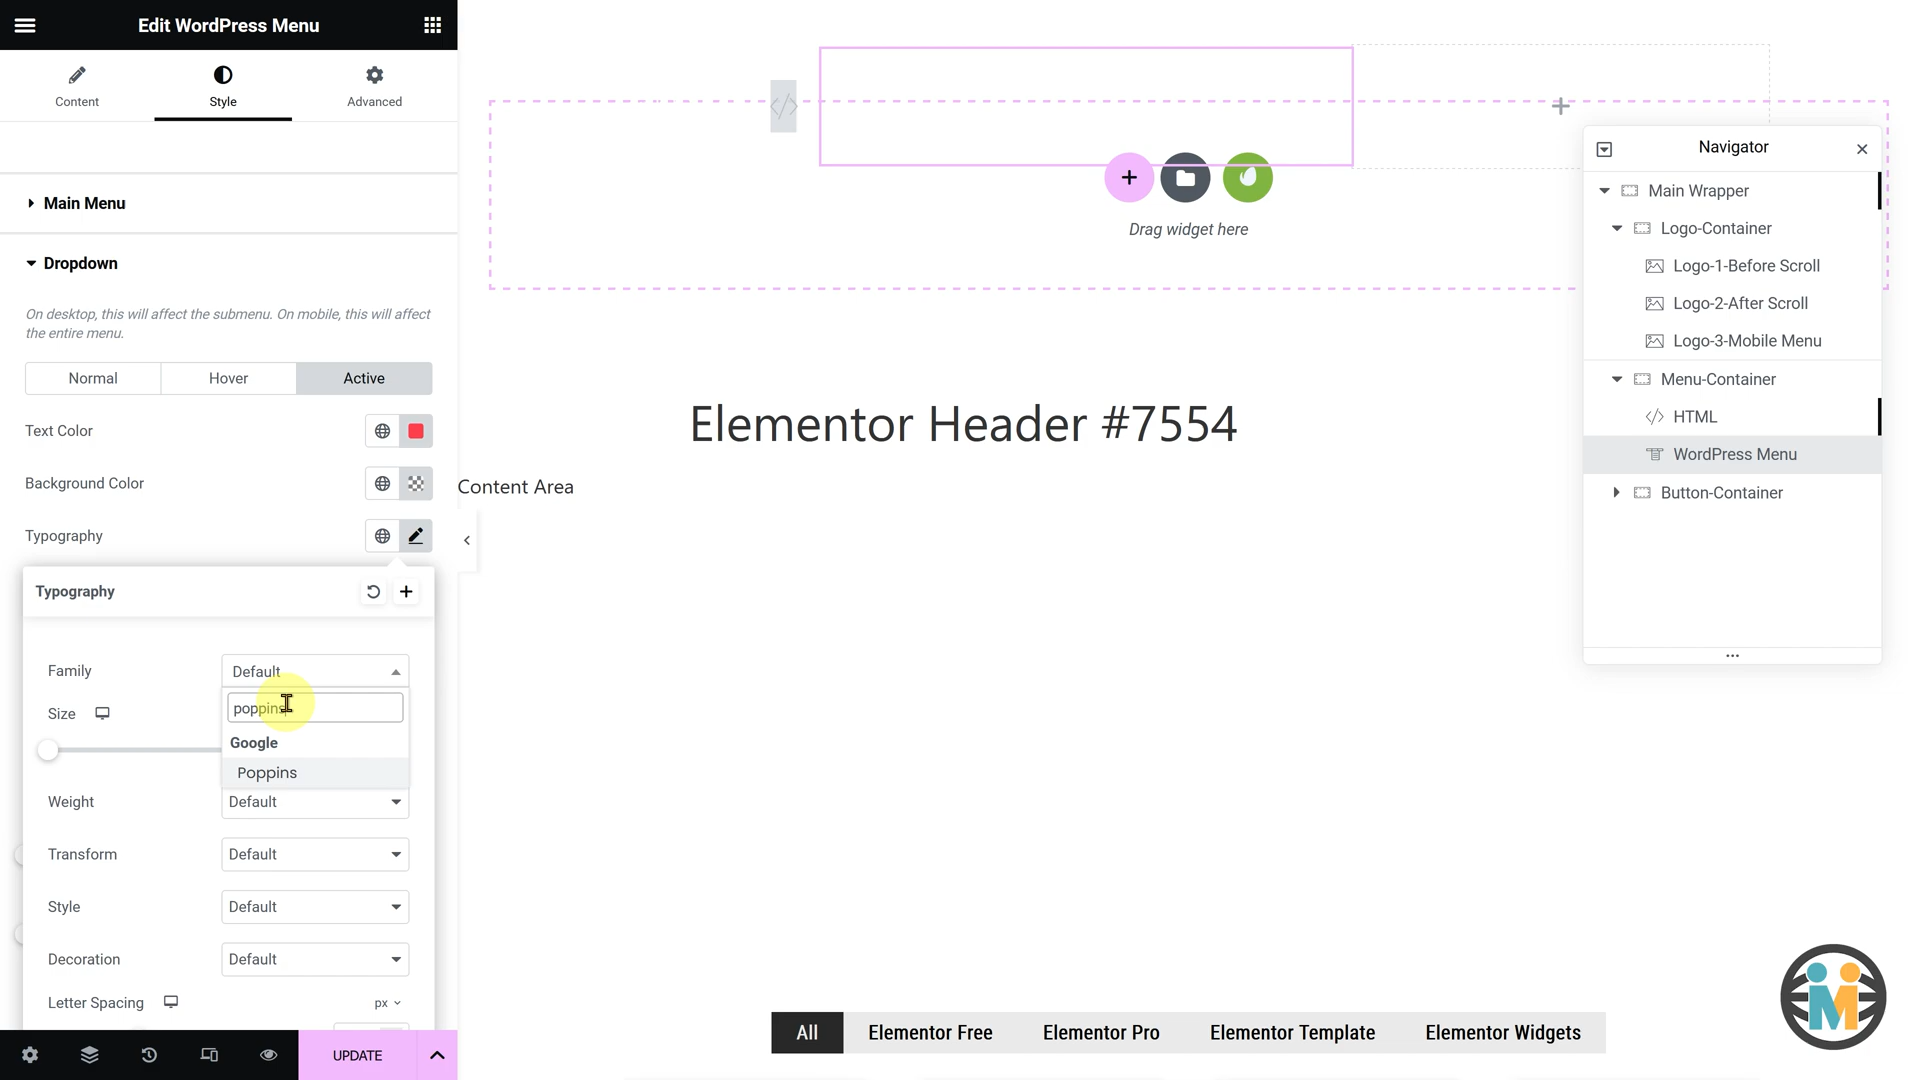 Edit WordPress Menu
Content
Style
Advanced
Main Menu
Dropdown
On desktop, this will affect the submenu. On mobile, this will affect
the entire menu.
Normal
Hover
Active
Text Color
Background Color
Typography
Typography
Family
Default
poppins
Google
Poppins
Size
Weight
Default
Transform
Default
Style
Default
Decoration
Default
Letter Spacing
px
UPDATE
</>
Drag widget here
Elementor Header #7554
Content Area
Navigator
Main Wrapper
Logo-Container
Logo-1-Before Scroll
Logo-2-After Scroll
Logo-3-Mobile Menu
Menu-Container
</> HTML
WordPress Menu
Button-Container
All
Elementor Free
Elementor Pro
Elementor Template
Elementor Widgets
M